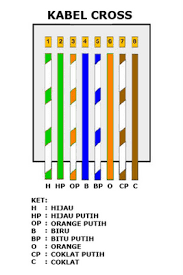 KABEL CROSS
1 2 3 4 5 6 7 8
H HP OP B BP O CP C
KET:
H : HIJAU
HP : HIJAU PUTIH
OP : ORANGE PUTIH
B : BIRU
BP : BITU PUTIH
O : ORANGE
CP : COKLAT PUTIH
C : COKLAT